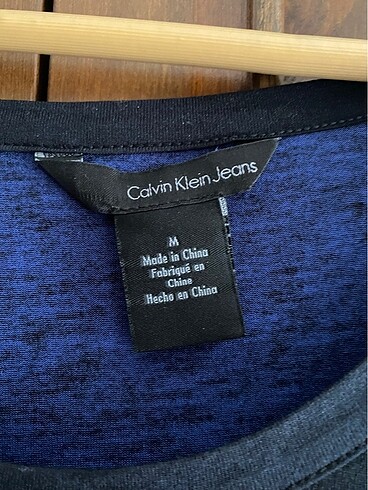 Calvin Klein Jeans
M
Made in China
Fabriqué en
Chine
Hecho en China